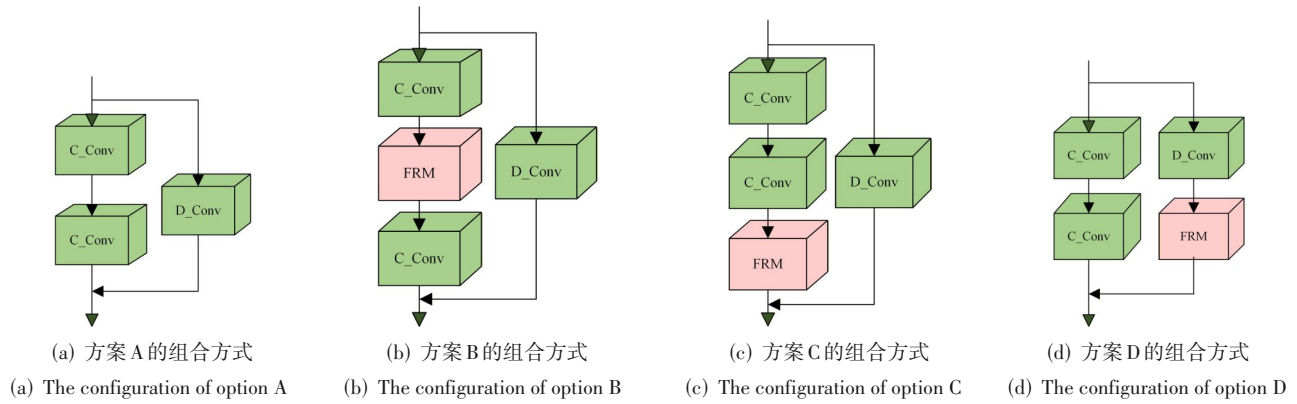 C_Conv
C_Conv
D_Conv
(a) 方案A的组合方式
(a) The configuration of option A
C_Conv
FRM
C_Conv
D_Conv
(b) 方案B的组合方式
(b) The configuration of option B
C_Conv
C_Conv
FRM
D_Conv
(c) 方案C的组合方式
(c) The configuration of option C
C_Conv
D_Conv
C_Conv
FRM
(d) 方案D的组合方式
(d) The configuration of option D